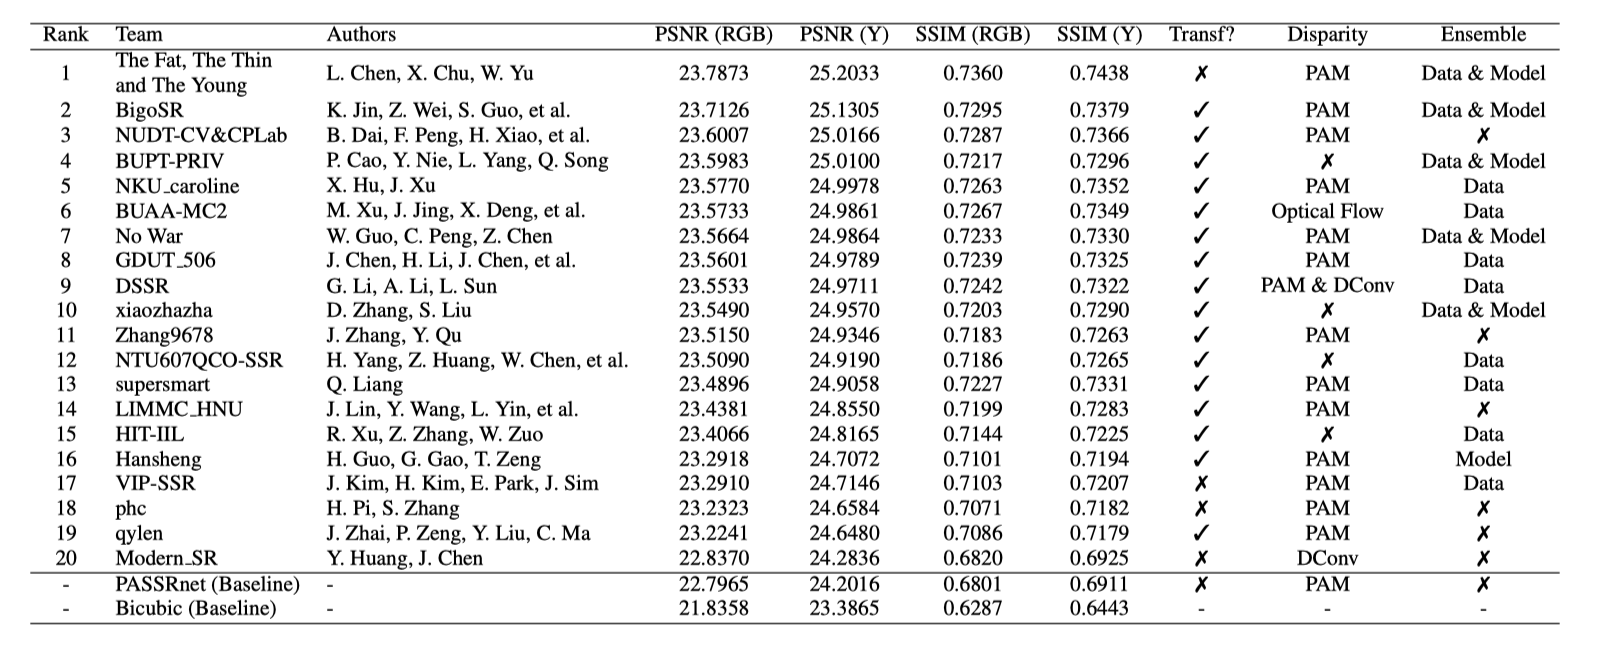 Rank Team Authors PSNR (RGB) PSNR (Y) SSIM (RGB) SSIM (Y) Transf? Disparity Ensemble
1 The Fat, The Thin and The Young L. Chen, X. Chu, W. Yu 23.7873 25.2033 0.7360 0.7438 ✗ PAM Data & Model
2 BigoSR K. Jin, Z. Wei, S. Guo, et al. 23.7126 25.1305 0.7295 0.7379 ✓ PAM Data & Model
3 NUDT-CV&CPLab B. Dai, F. Peng, H. Xiao, et al. 23.6007 25.0166 0.7287 0.7366 ✓ PAM ✗
4 BUPT-PRIV P. Cao, Y. Nie, L. Yang, Q. Song 23.5983 25.0100 0.7217 0.7296 ✓ ✗ Data & Model
5 NKU_caroline X. Hu, J. Xu 23.5770 24.9978 0.7263 0.7352 ✓ PAM Data
6 BUAA-MC2 M. Xu, J. Jing, X. Deng, et al. 23.5733 24.9861 0.7267 0.7349 ✓ Optical Flow Data
7 No War W. Guo, C. Peng, Z. Chen 23.5664 24.9864 0.7233 0.7330 ✓ PAM Data & Model
8 GDUT_506 J. Chen, H. Li, J. Chen, et al. 23.5601 24.9789 0.7239 0.7325 ✓ PAM Data
9 DSSR G. Li, A. Li, L. Sun 23.5533 24.9711 0.7242 0.7322 ✓ PAM & DConv Data
10 xiaozhazha D. Zhang, S. Liu 23.5490 24.9570 0.7203 0.7290 ✓ ✗ Data & Model
11 Zhang9678 J. Zhang, Y. Qu 23.5150 24.9346 0.7183 0.7263 ✓ PAM ✗
12 NTU607QCO-SSR H. Yang, Z. Huang, W. Chen, et al. 23.5090 24.9190 0.7186 0.7265 ✓ ✗ Data
13 supersmart Q. Liang 23.4896 24.9058 0.7227 0.7331 ✓ PAM Data
14 LIMMC_HNU J. Lin, Y. Wang, L. Yin, et al. 23.4381 24.8550 0.7199 0.7283 ✓ PAM ✗
15 HIT-IIL R. Xu, Z. Zhang, W. Zuo 23.4066 24.8165 0.7144 0.7225 ✓ ✗ Data
16 Hansheng H. Guo, G. Gao, T. Zeng 23.2918 24.7072 0.7101 0.7194 ✓ PAM Model
17 VIP-SSR J. Kim, H. Kim, E. Park, J. Sim 23.2910 24.7146 0.7103 0.7207 ✗ PAM Data
18 phc H. Pi, S. Zhang 23.2323 24.6584 0.7071 0.7182 ✗ PAM ✗
19 qylen J. Zhai, P. Zeng, Y. Liu, C. Ma 23.2241 24.6480 0.7086 0.7179 ✓ PAM ✗
20 Modern_SR Y. Huang, J. Chen 22.8370 24.2836 0.6820 0.6925 ✗ DConv ✗
- PASSRnet (Baseline) - 22.7965 24.2016 0.6801 0.6911 ✗ PAM ✗
- Bicubic (Baseline) - 21.8358 23.3865 0.6287 0.6443 - - -